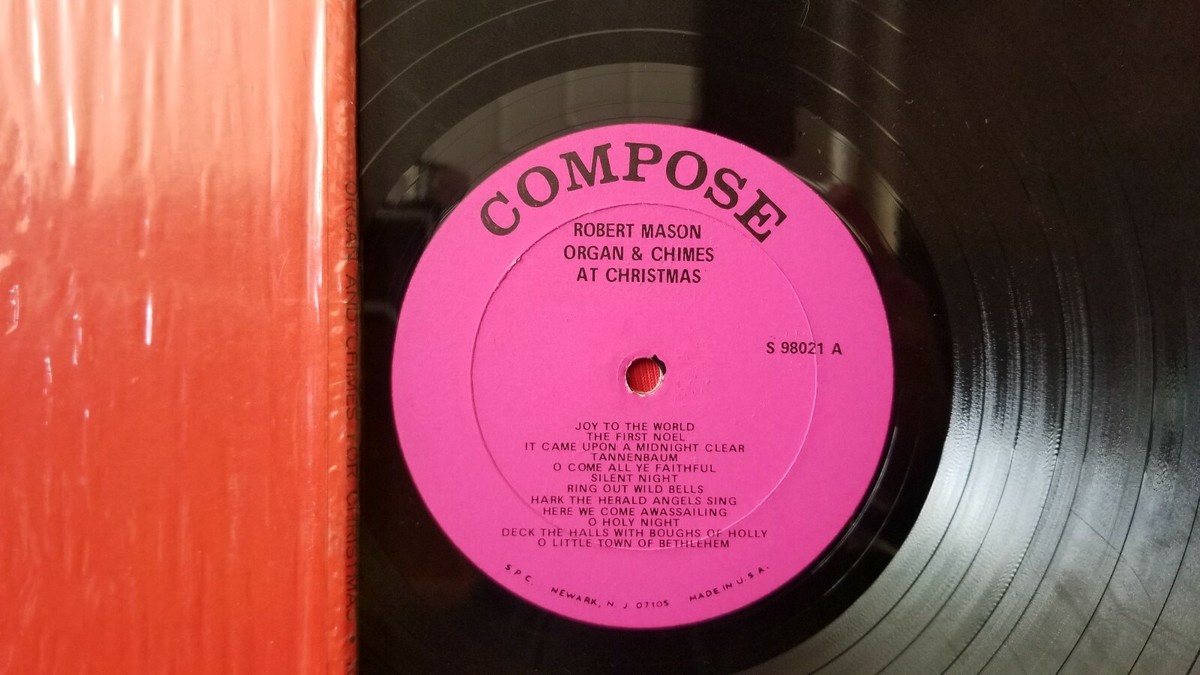 COMPOSE
ROBERT MASON
ORGAN & CHIMES
AT CHRISTMAS
S 98021 A
JOY TO THE WORLD
THE FIRST NOEL
IT CAME UPON A MIDNIGHT CLEAR
TANNENBAUM
O COME ALL YE FAITHFUL
SILENT NIGHT
RING OUT WILD BELLS
HARK THE HERALD ANGELS SING
HERE WE COME AWASSAILING
O HOLY NIGHT
DECK THE HALLS WITH BOUGHS OF HOLLY
O LITTLE TOWN OF BETHLEHEM
S.P.C. NEWARK, N. J. 07105 MADE IN U.S.A.
ORGAN AND CHIMES FOR CHRISTMAS